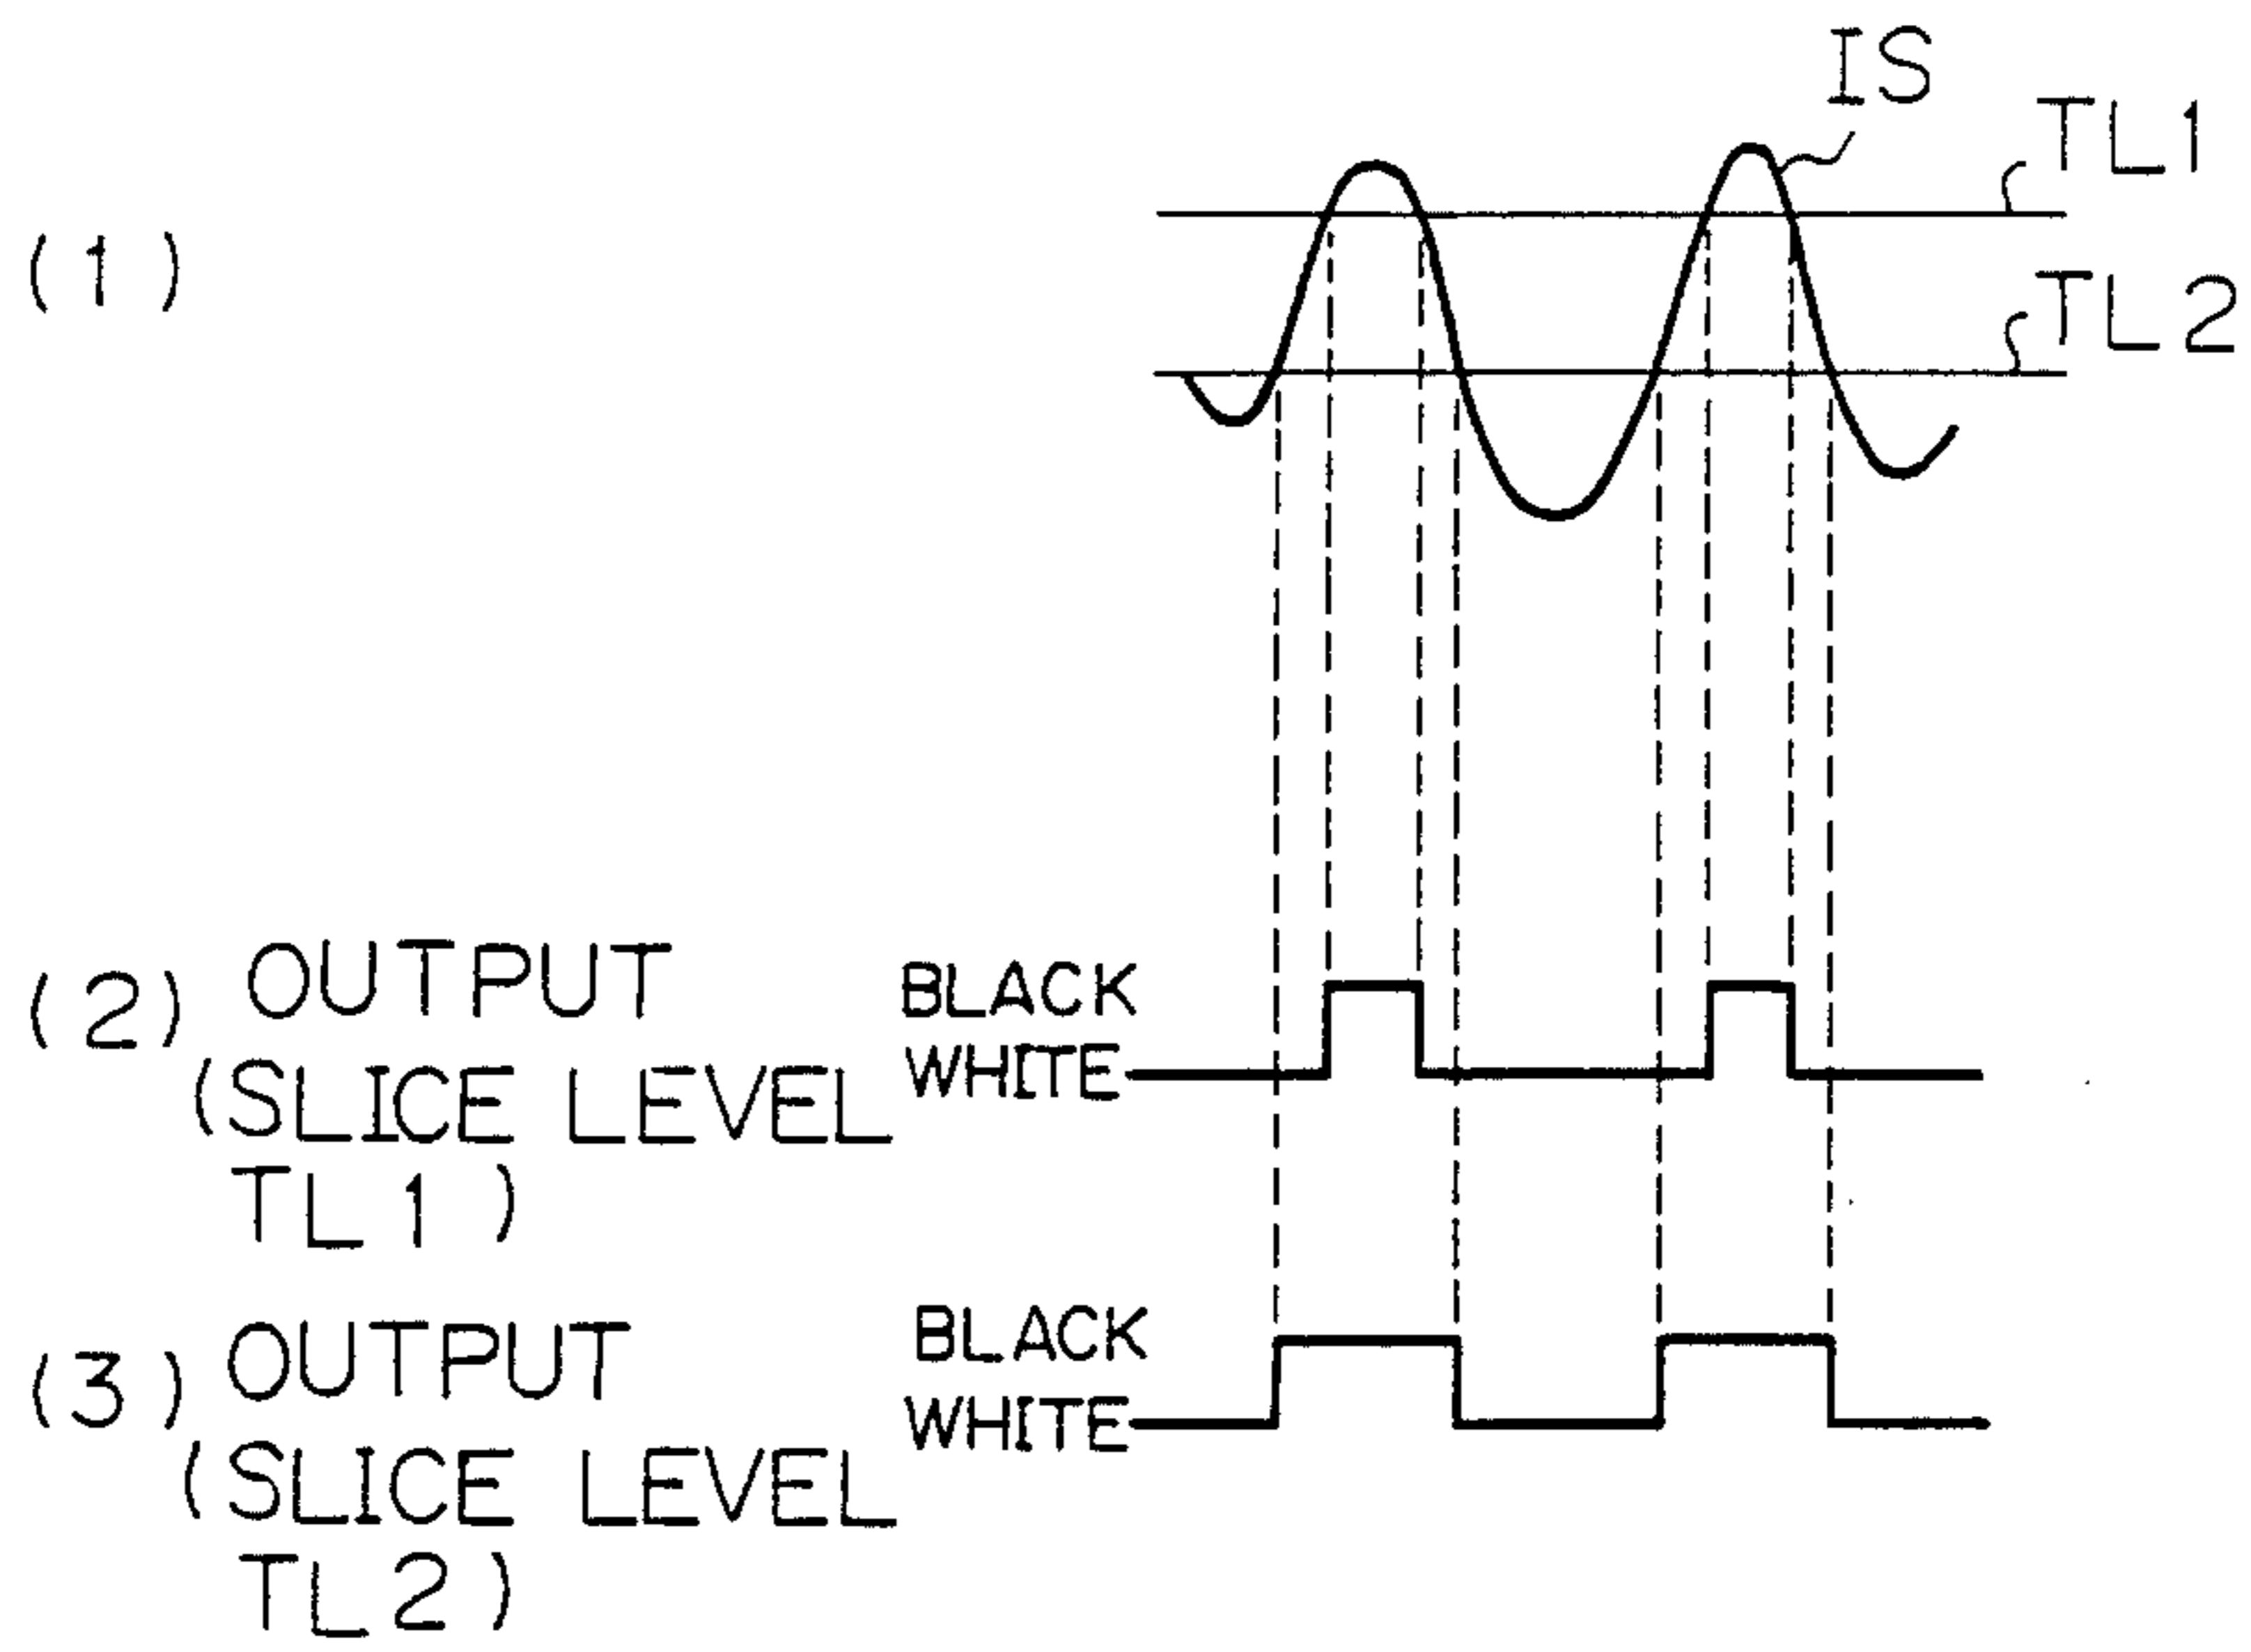 IS
TL1
(1)
TL2
(2) OUTPUT
(SLICE LEVEL
TL1)
BLACK
WHITE
(3) OUTPUT
(SLICE LEVEL
TL2)
BLACK
WHITE